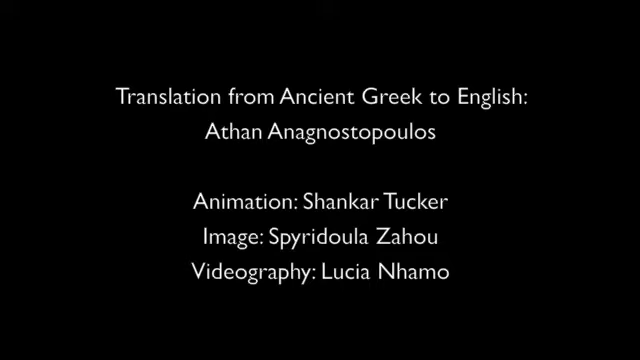 Translation from Ancient Greek to English:
Athan Anagnostopoulos
Animation: Shankar Tucker
Image: Spyridoula Zahou
Videography: Lucia Nhamo